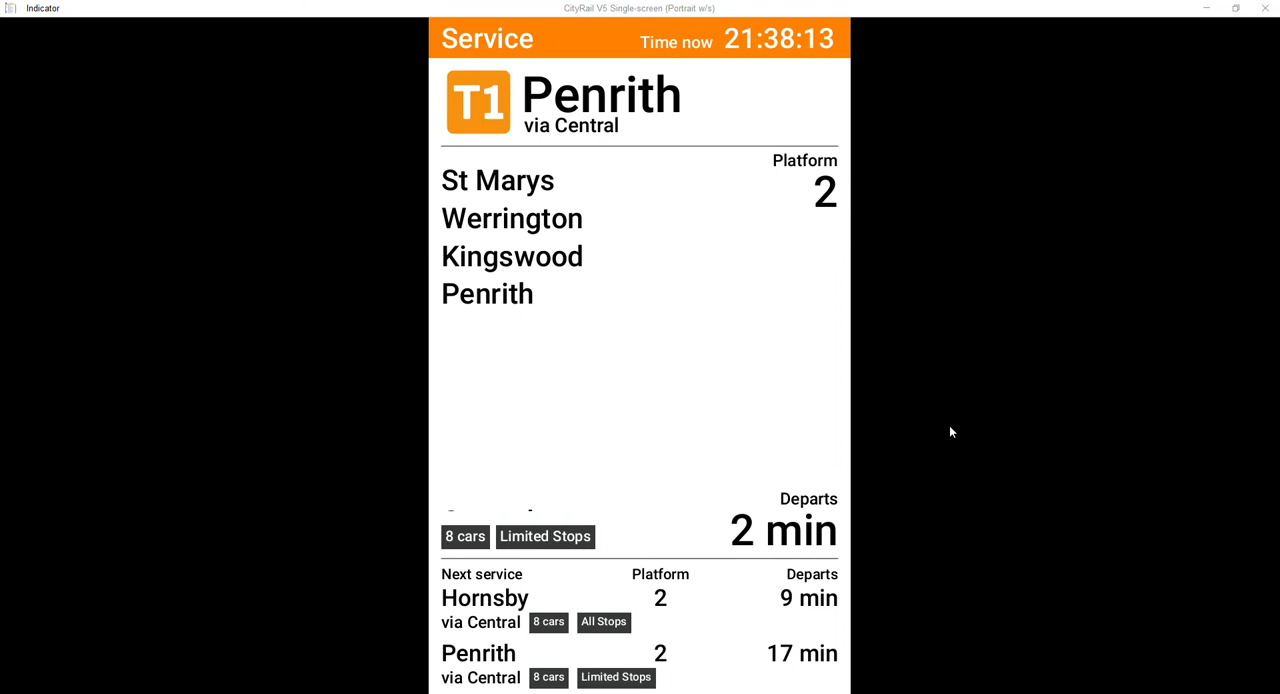 Indicator
CityRail V5 Single-screen (Portrait w/s)
Service Time now 21:38:13
T1 Penrith
via Central
Platform
2
St Marys
Werrington
Kingswood
Penrith
Departs
2 min
8 cars Limited Stops
Next service Platform Departs
Hornsby 2 9 min
via Central 8 cars All Stops
Penrith 2 17 min
via Central 8 cars Limited Stops